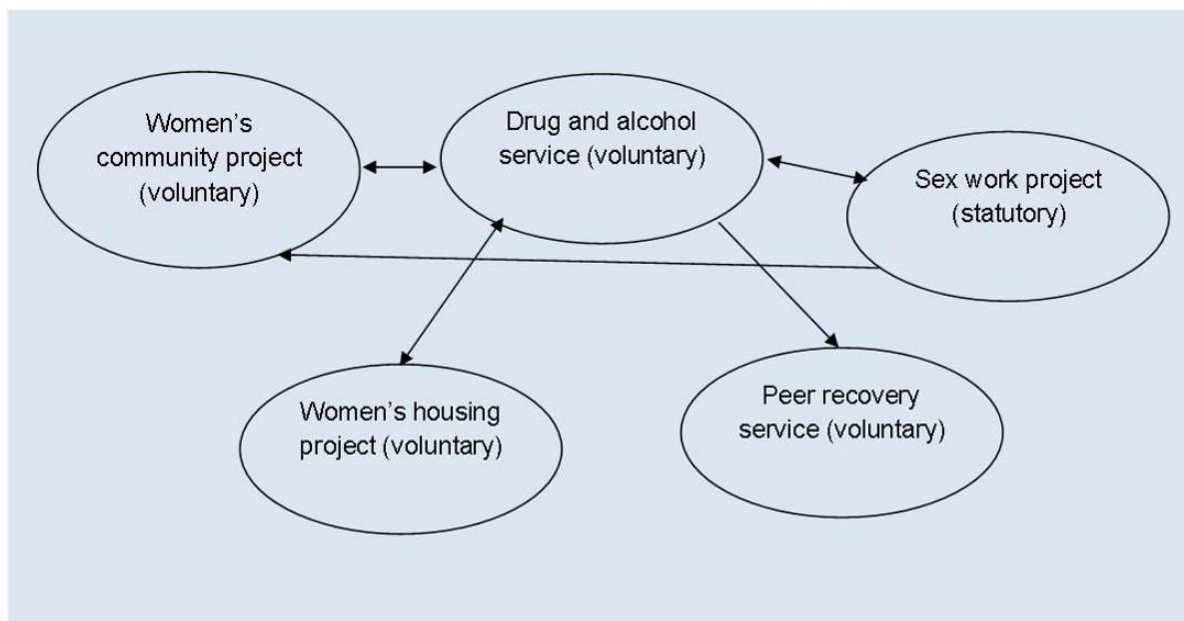 Women’s
community project
(voluntary)
Drug and alcohol
service (voluntary)
Sex work project
(statutory)
Women’s housing
project (voluntary)
Peer recovery
service (voluntary)